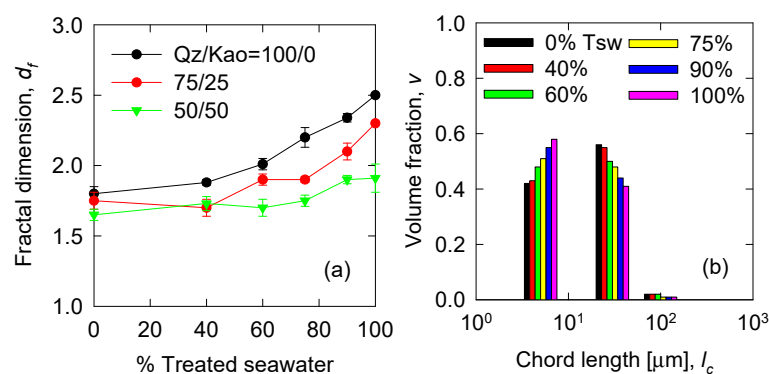 3.0
2.5
2.0
1.5
1.0
Fractal dimension, d_f
Qz/Kao=100/0
75/25
50/50
(a)
0 20 40 60 80 100
% Treated seawater
1.0
0.8
0.6
0.4
0.2
0.0
Volume fraction, v
0% Tsw 75%
40% 90%
60% 100%
(b)
10⁰ 10¹ 10² 10³
Chord length [μm], l_c